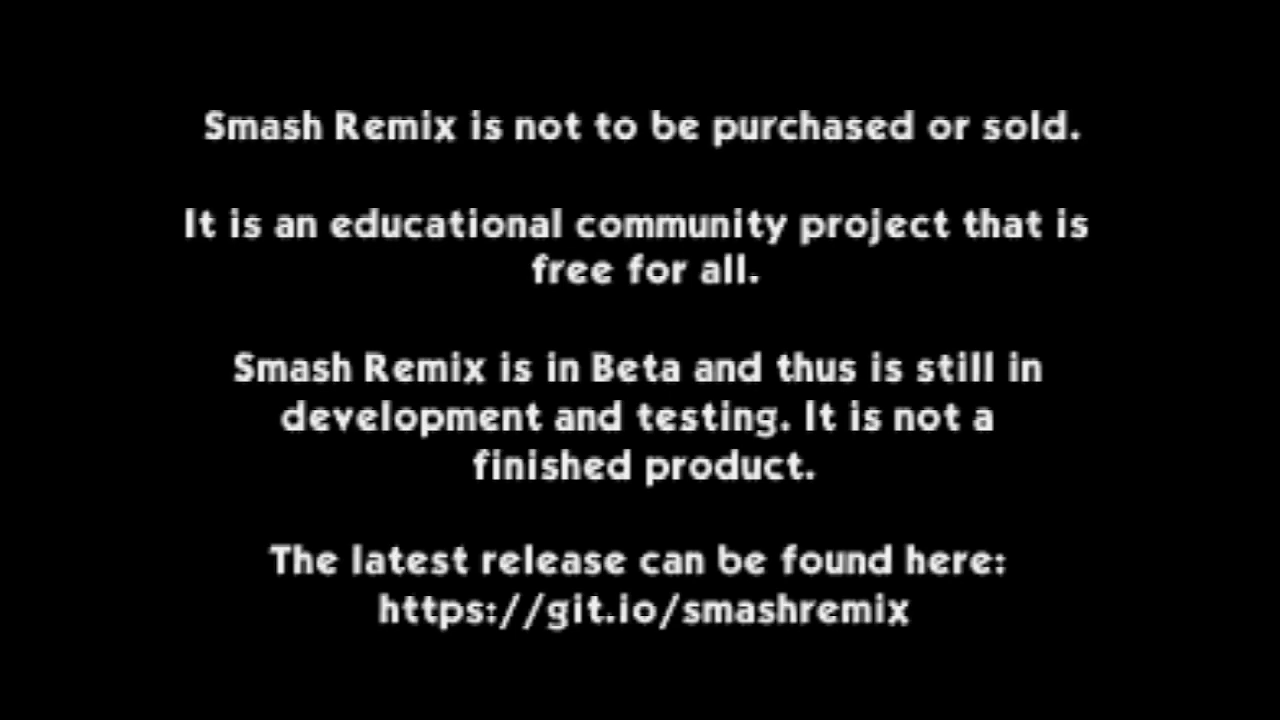 Smash Remix is not to be purchased or sold.
It is an educational community project that is
free for all.
Smash Remix is in Beta and thus is still in
development and testing. It is not a
finished product.
The latest release can be found here:
https://git.io/smashremix